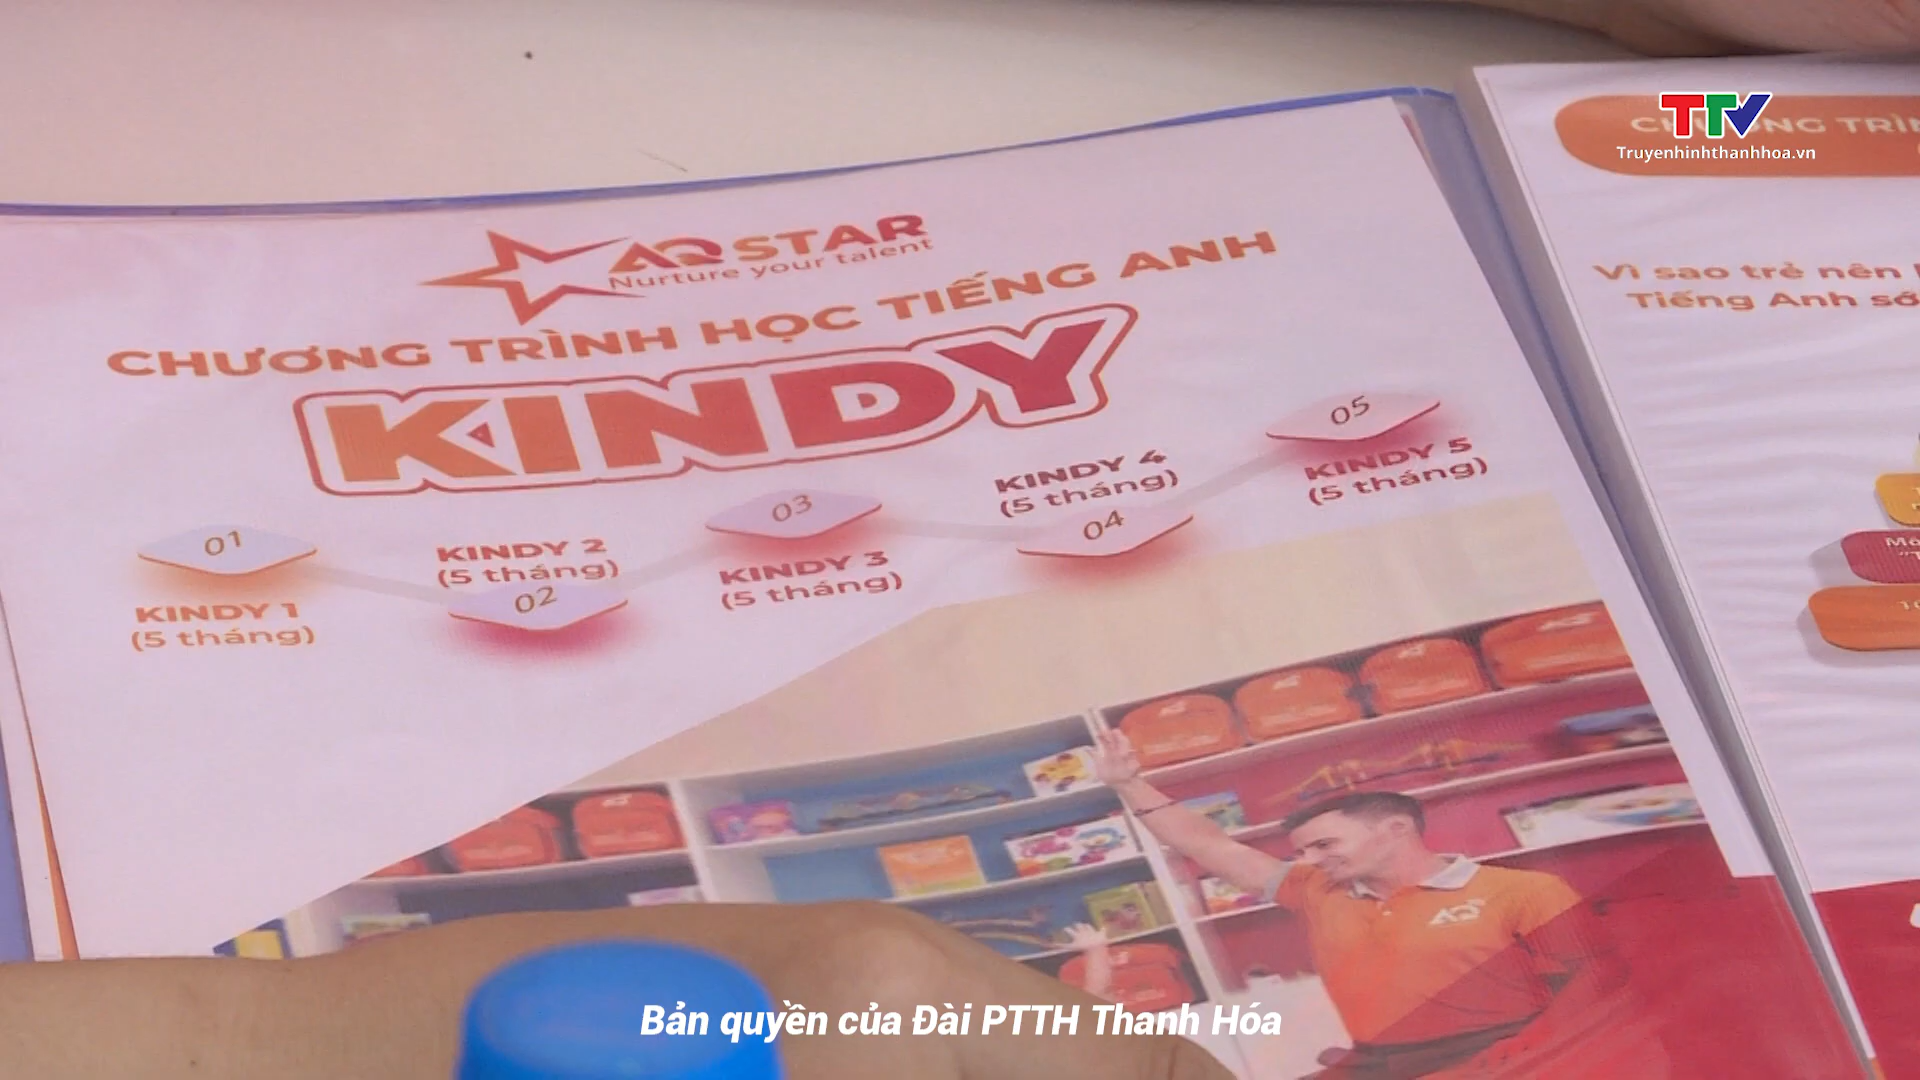 TTV
Truyenhinhthanhhoa.vn
AQ STAR
Nurture your talent
CHƯƠNG TRÌNH HỌC TIẾNG ANH
KINDY
01
KINDY 1
(5 tháng)
KINDY 2
(5 tháng)
02
03
KINDY 3
(5 tháng)
KINDY 4
(5 tháng)
04
05
KINDY 5
(5 tháng)
AQ
Vì sao trẻ nên
Tiếng Anh
Bản quyền của Đài PTTH Thanh Hóa